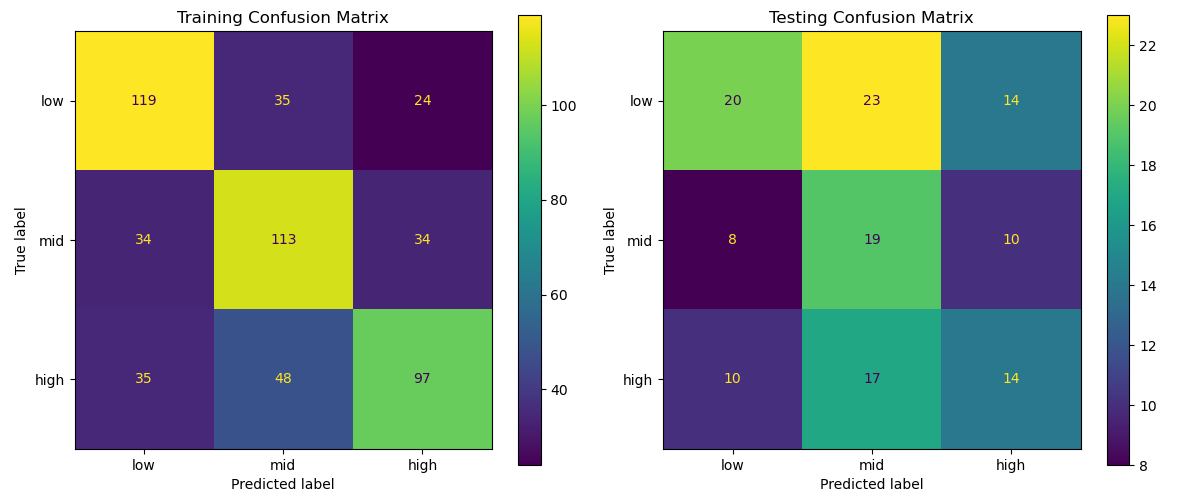 Training Confusion Matrix
low 119 35 24
mid 34 113 34
high 35 48 97
low mid high
Predicted label
True label
100
80
60
40
Testing Confusion Matrix
low 20 23 14
mid 8 19 10
high 10 17 14
low mid high
Predicted label
True label
22
20
18
16
14
12
10
8